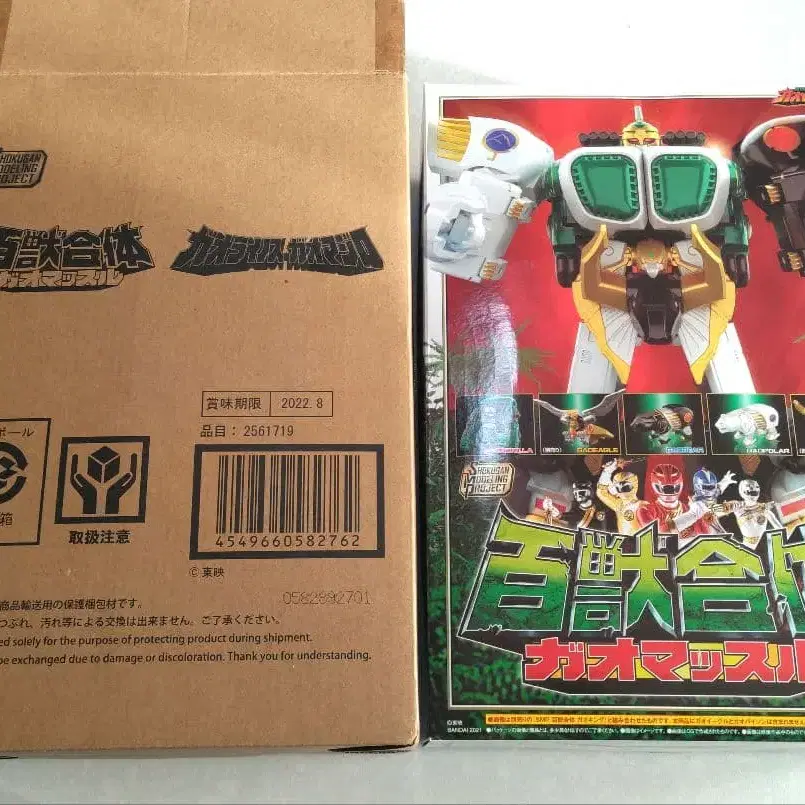 SHOKUGAN
MODELING
PROJECT
百獣合体
ガオマッスル
ガオライノス&ガオマジロ
賞味期限 2022.8
品目：2561719
ボール
箱
取扱注意
4549660582762
©東映
0582892701
商品輸送用の保護梱包材です。
つぶれ、汚れ等による交換は出来ません。ご了承ください。
ed solely for the purpose of protecting product during shipment.
be exchanged due to damage or discoloration. Thank you for understanding.
GAOEAGLE
GAOBEAR
GAOPOLAR
SHOKUGAN
MODELING
PROJECT
百獣合体
ガオマッスル
©東映
BANDAI 2021